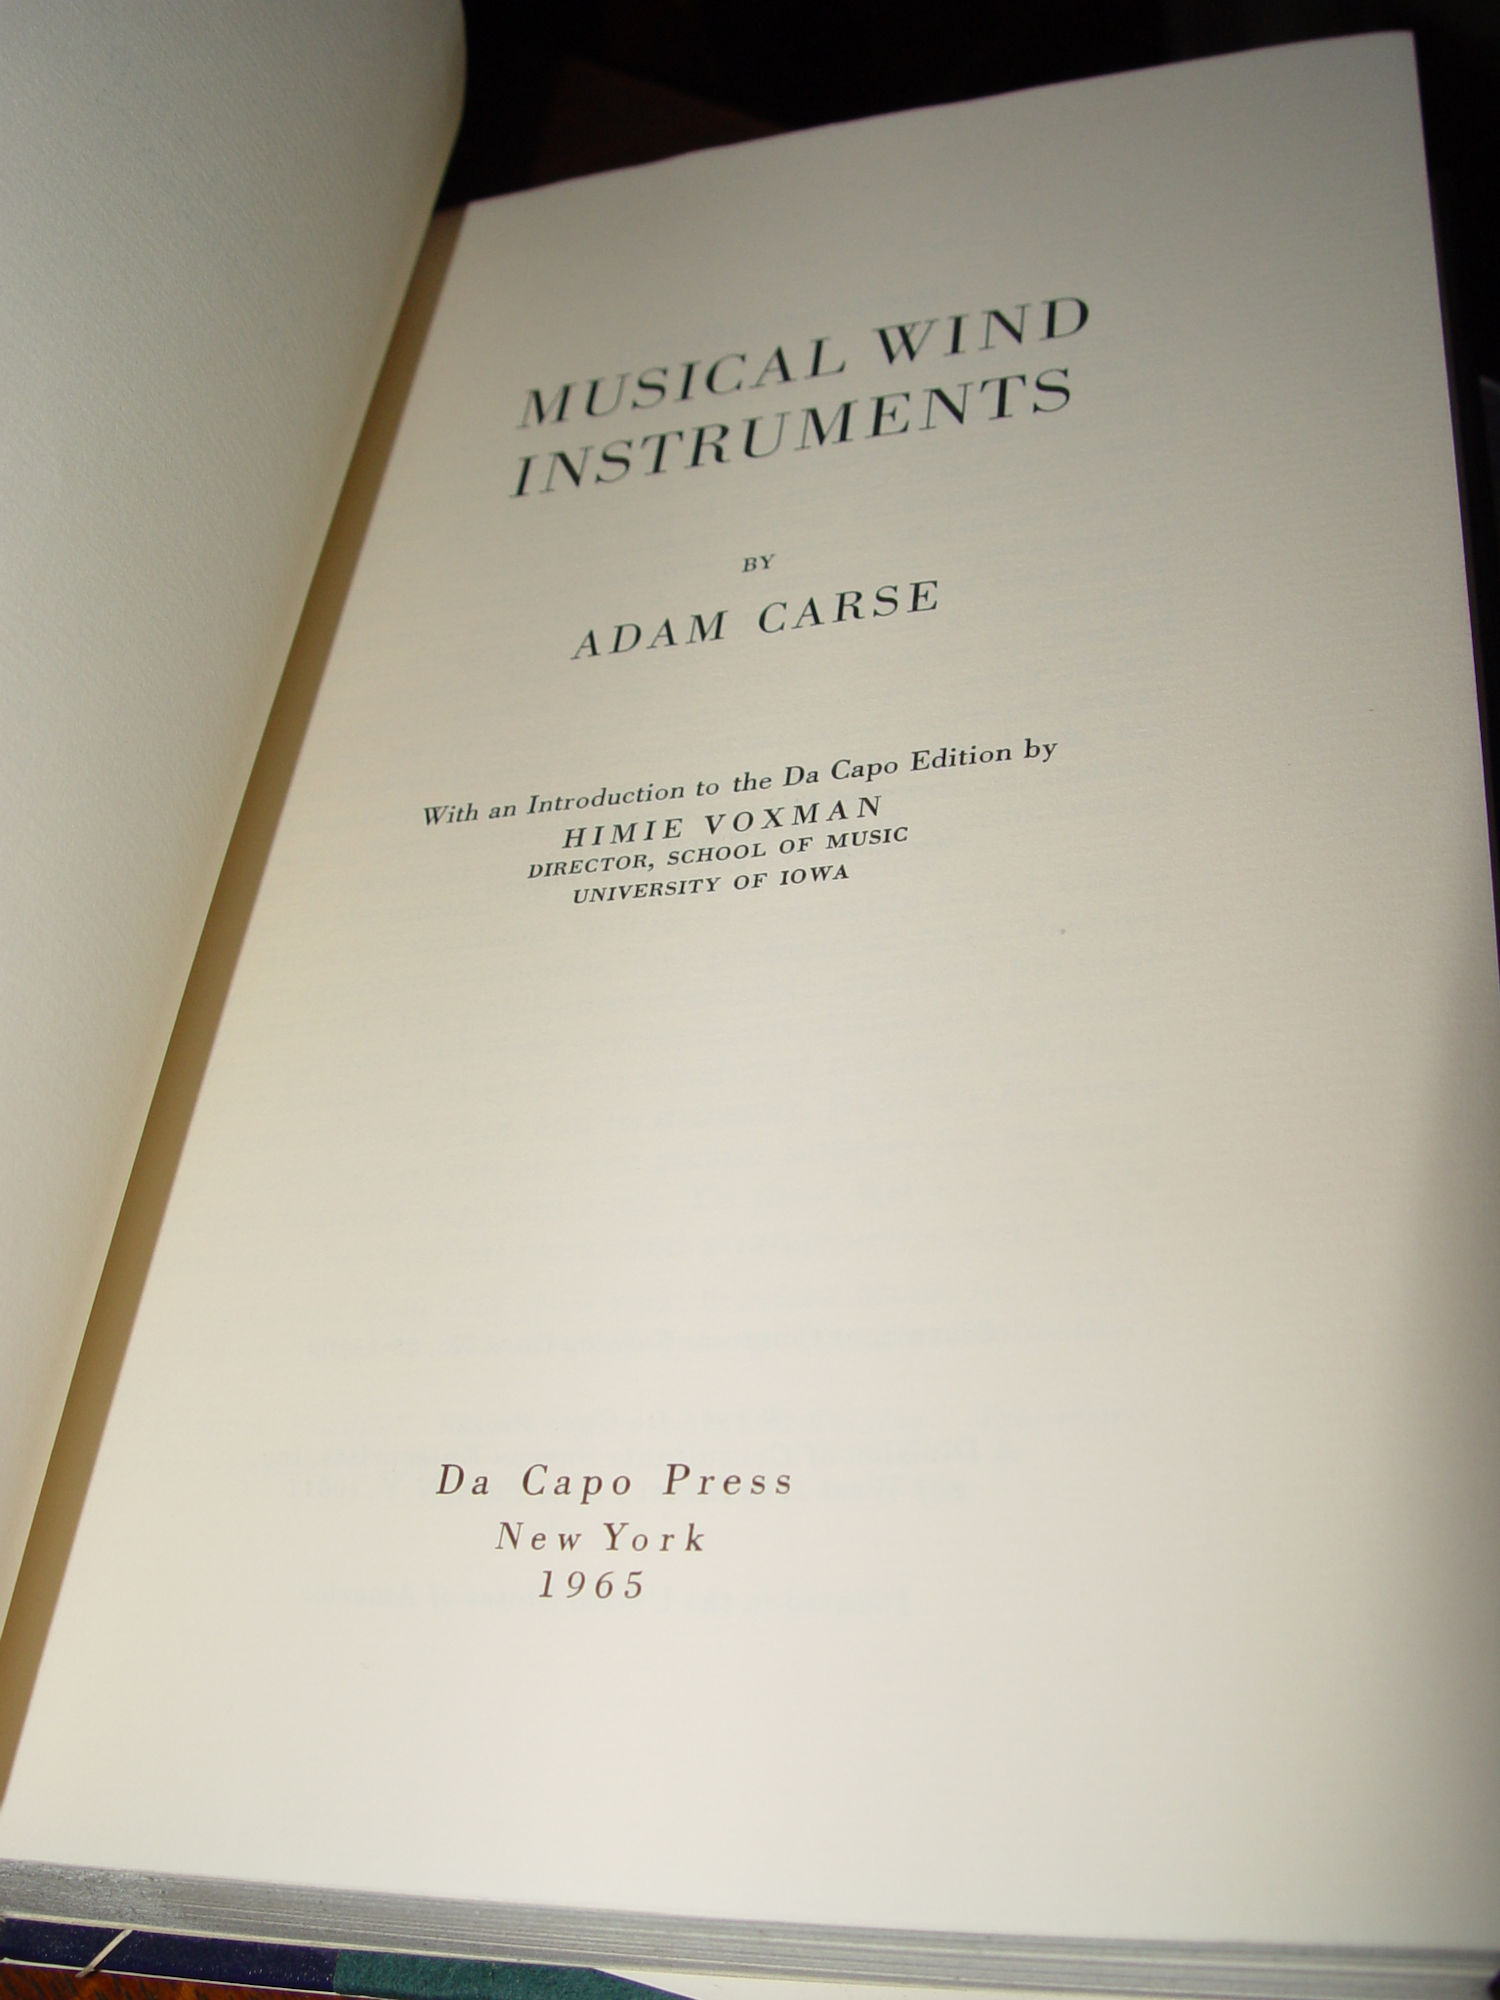 MUSICAL WIND
INSTRUMENTS
BY
ADAM CARSE
With an Introduction to the Da Capo Edition by
HIMIE VOXMAN
DIRECTOR, SCHOOL OF MUSIC
UNIVERSITY OF IOWA
Da Capo Press
New York
1965